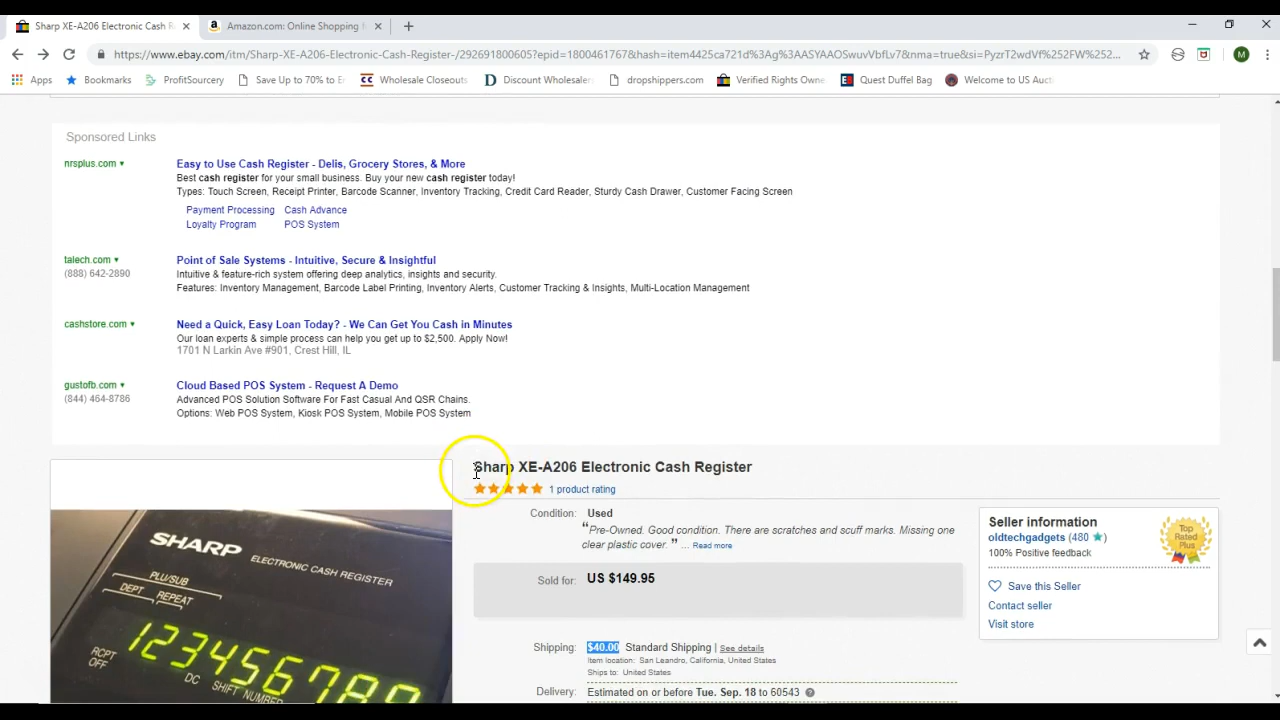 Sharp XE-A206 Electronic Cash R
Amazon.com: Online Shopping
https://www.ebay.com/itm/Sharp-XE-A206-Electronic-Cash-Register-/292691800605?epid=1800461767&hash=item4425ca721d%3Ag%3AASYAAOSwuvVbfLv7&nma=true&si=PyzrT2wdVf%252FW%252...
M
Apps Bookmarks ProfitSourcery Save Up to 70% to E Wholesale Closeouts Discount Wholesaler dropshippers.com Verified Rights Owne Quest Duffel Bag Welcome to US Aucti
Sponsored Links
nrsplus.com Easy to Use Cash Register - Delis, Grocery Stores, & More
Best cash register for your small business. Buy your new cash register today!
Types: Touch Screen, Receipt Printer, Barcode Scanner, Inventory Tracking, Credit Card Reader, Sturdy Cash Drawer, Customer Facing Screen
Payment Processing Cash Advance
Loyalty Program POS System
talech.com Point of Sale Systems - Intuitive, Secure & Insightful
(888) 642-2890 Intuitive & feature-rich system offering deep analytics, insights and security.
Features: Inventory Management, Barcode Label Printing, Inventory Alerts, Customer Tracking & Insights, Multi-Location Management
cashstore.com Need a Quick, Easy Loan Today? - We Can Get You Cash in Minutes
Our loan experts & simple process can help you get up to $2,500. Apply Now!
1701 N Larkin Ave #901, Crest Hill, IL
gustofb.com Cloud Based POS System - Request A Demo
(844) 464-8786 Advanced POS Solution Software For Fast Casual And QSR Chains.
Options: Web POS System, Kiosk POS System, Mobile POS System
Sharp XE-A206 Electronic Cash Register
1 product rating
Condition: Used
“Pre-Owned. Good condition. There are scratches and scuff marks. Missing one
clear plastic cover.” ... Read more
Sold for: US $149.95
Shipping: $40.00 Standard Shipping | See details
Item location: San Leandro, California, United States
Ships to: United States
Delivery: Estimated on or before Tue. Sep. 18 to 60543
Seller information
oldtechgadgets (480)
100% Positive feedback
Top Rated Plus
Save this Seller
Contact seller
Visit store
SHARP ELECTRONIC CASH REGISTER
PLU/SUB
DEPT REPEAT
123456789
RCPT OFF DC SHIFT NUMBER